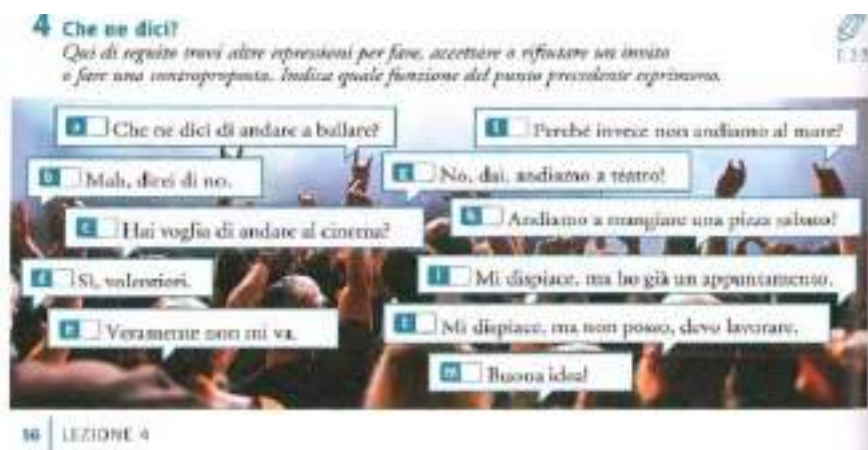 4 Che ne dici?
Qui di seguito trovi altre espressioni per fare, accettare o rifiutare un invito
o fare una controproposta. Indica quale funzione del punto precedente esprimono.
a Che ne dici di andare a ballare?
f Perché invece non andiamo al mare?
b Mah, direi di no.
g No, dai, andiamo a teatro!
c Hai voglia di andare al cinema?
h Andiamo a mangiare una pizza sabato?
d Sì, volentieri.
i Mi dispiace, ma ho già un appuntamento.
e Veramente non mi va.
l Mi dispiace, ma non posso, devo lavorare.
m Buona idea!
56 LEZIONE 4